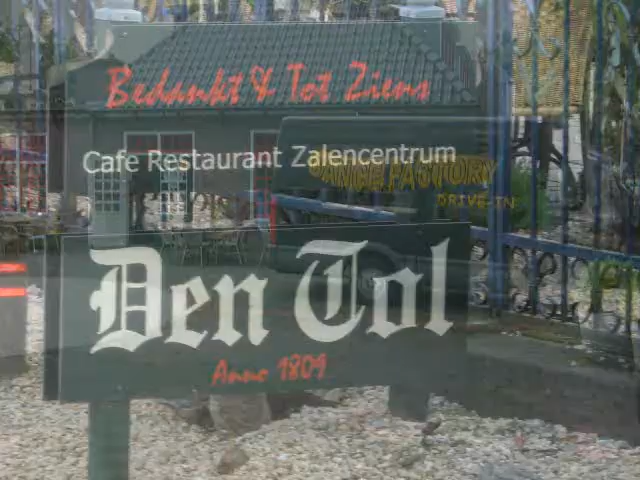 Bedankt & Tot Ziens
Cafe Restaurant Zalencentrum
DANCE FACTORY
DRIVE-IN
Den Tol
Anno 1809